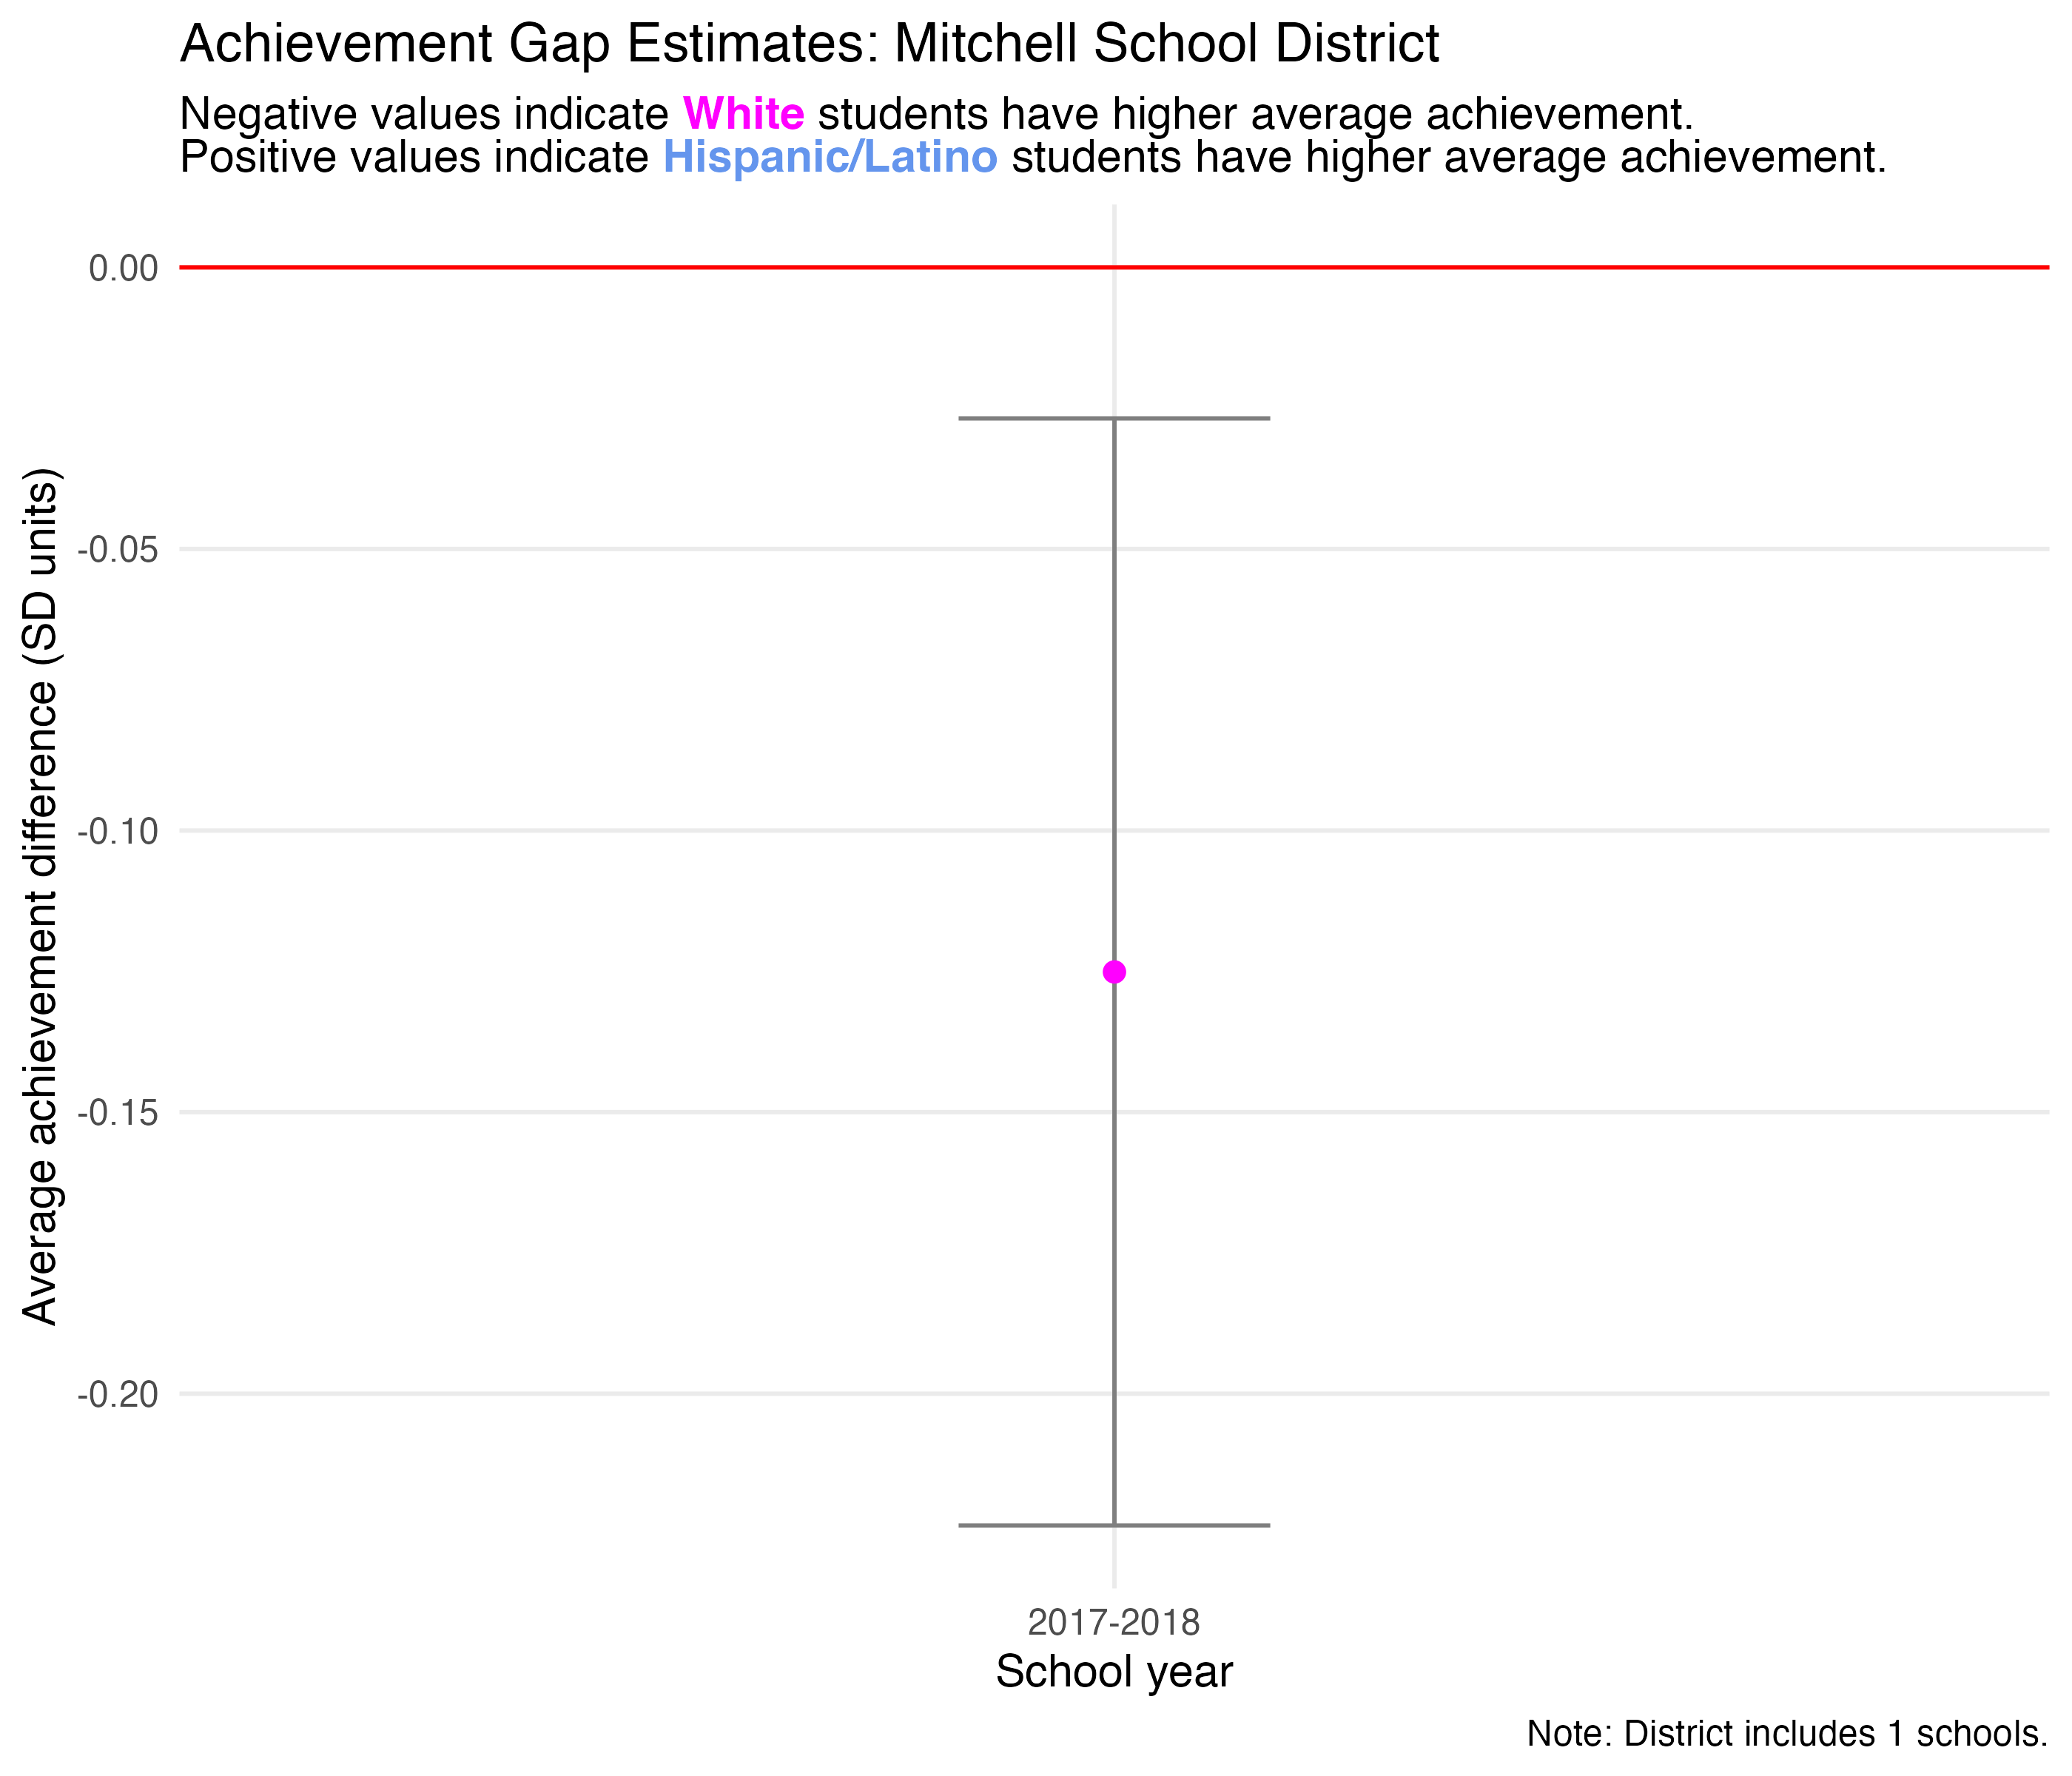 Achievement Gap Estimates: Mitchell School District
Negative values indicate White students have higher average achievement.
Positive values indicate Hispanic/Latino students have higher average achievement.
Average achievement difference (SD units)
0.00
-0.05
-0.10
-0.15
-0.20
2017-2018
School year
Note: District includes 1 schools.